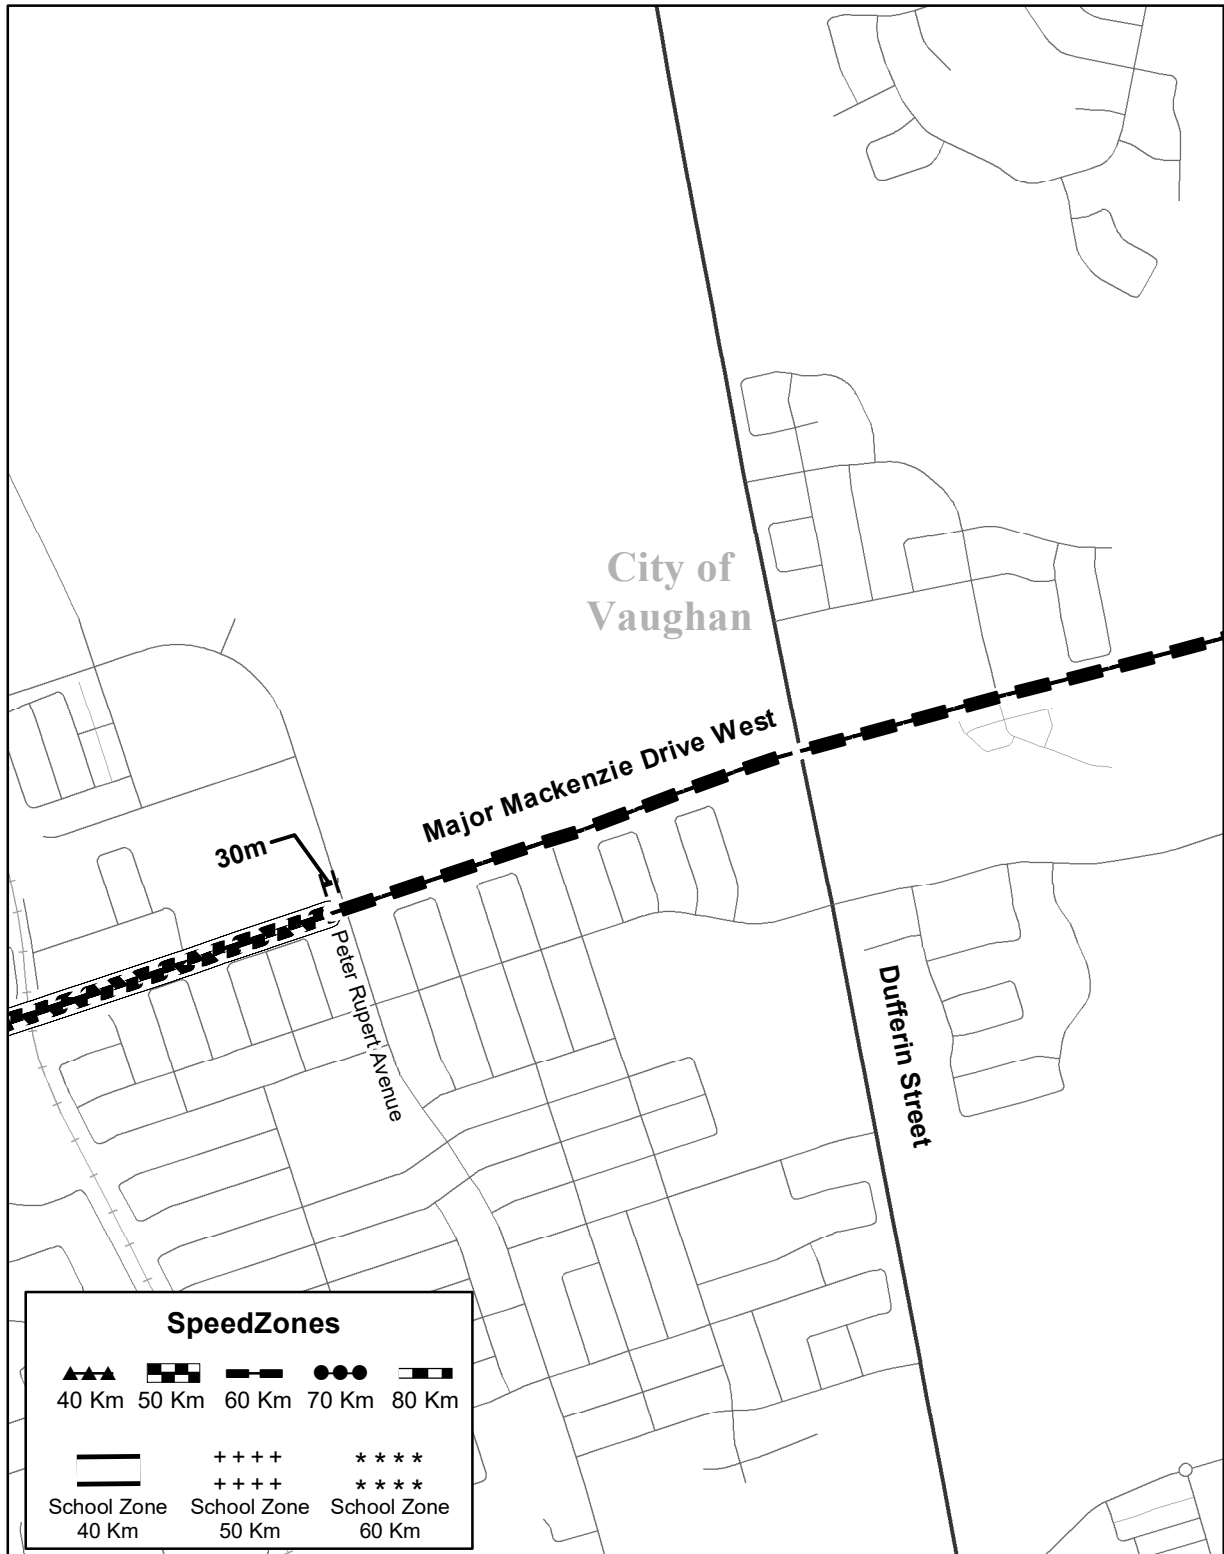 City of
Vaughan
Major Mackenzie Drive West
30m
Peter Rupert Avenue
Dufferin Street
SpeedZones
40 Km 50 Km 60 Km 70 Km 80 Km
++++ ****
++++ ****
School Zone School Zone School Zone
40 Km 50 Km 60 Km